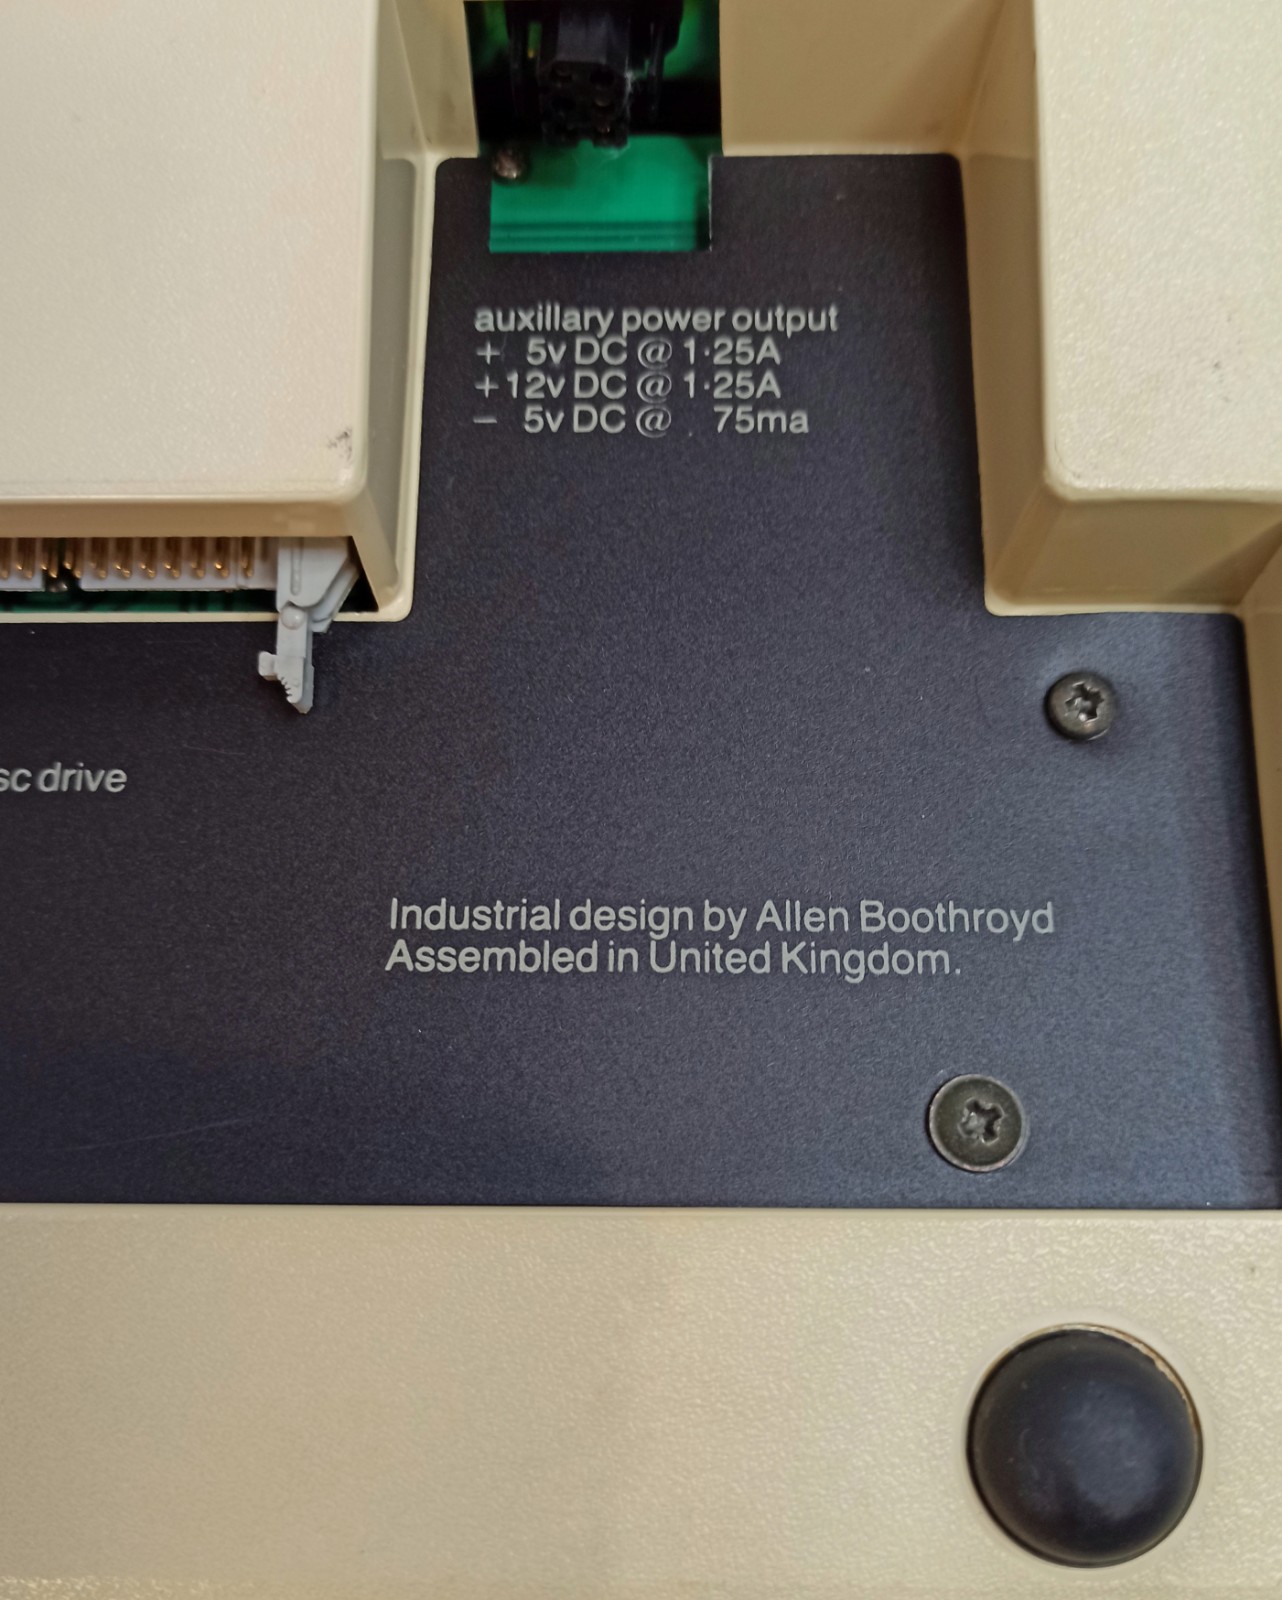 auxillary power output
+ 5v DC @ 1·25A
+12v DC @ 1·25A
− 5v DC @ 75ma
sc drive
Industrial design by Allen Boothroyd
Assembled in United Kingdom.